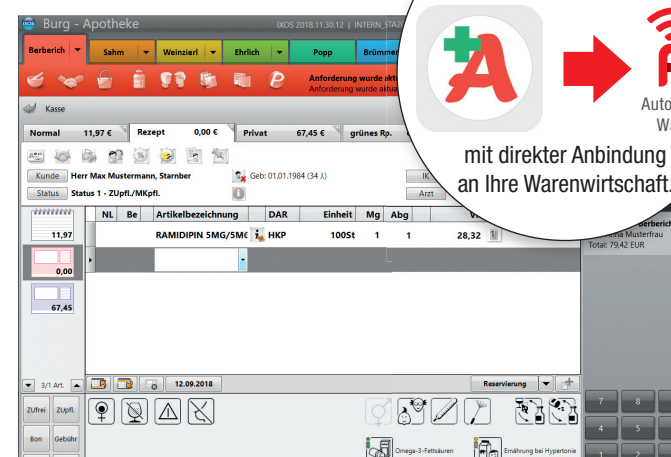 Burg - Apotheke
IXOS 2018.11.30.12 | INTERN_STA
Berberich Sahm Weinzierl Ehrlich Popp Brümmer
Anforderung wurde aktu
Anforderung wurde aktua
Kasse
Normal 11,97 € Rezept 0,00 € Privat 67,45 € grünes Rp.
Kunde Herr Max Mustermann, Starnber Geb: 01.01.1984 (34 J.) IK
Status Status 1 - ZUpfl./MKpfl. Arzt
Auto
Wa
mit direkter Anbindung
an Ihre Warenwirtschaft.
NL Be Artikelbezeichnung DAR Einheit Mg Abg
11,97
RAMIDIPIN 5MG/5M HKP 100St 1 1 28,32
0,00
67,45
Berberich
Anna Musterfrau
Total: 79,42 EUR
3/1 Art. 12.09.2018 Reservierung
ZUfrei ZUpfl.
Bon Gebühr
Omega-3-Fettsäuren Ernährung bei Hypertonie
7 8
4 5
1 2